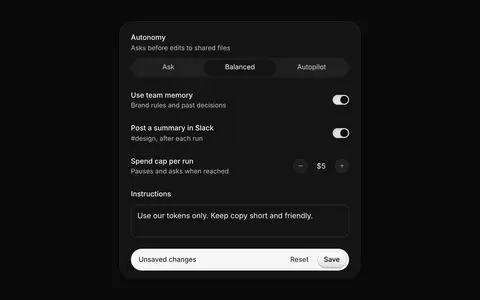 Autonomy
Asks before edits to shared files
Ask Balanced Autopilot
Use team memory
Brand rules and past decisions
Post a summary in Slack
#design, after each run
Spend cap per run
Pauses and asks when reached
− $5 +
Instructions
Use our tokens only. Keep copy short and friendly.
Unsaved changes Reset Save